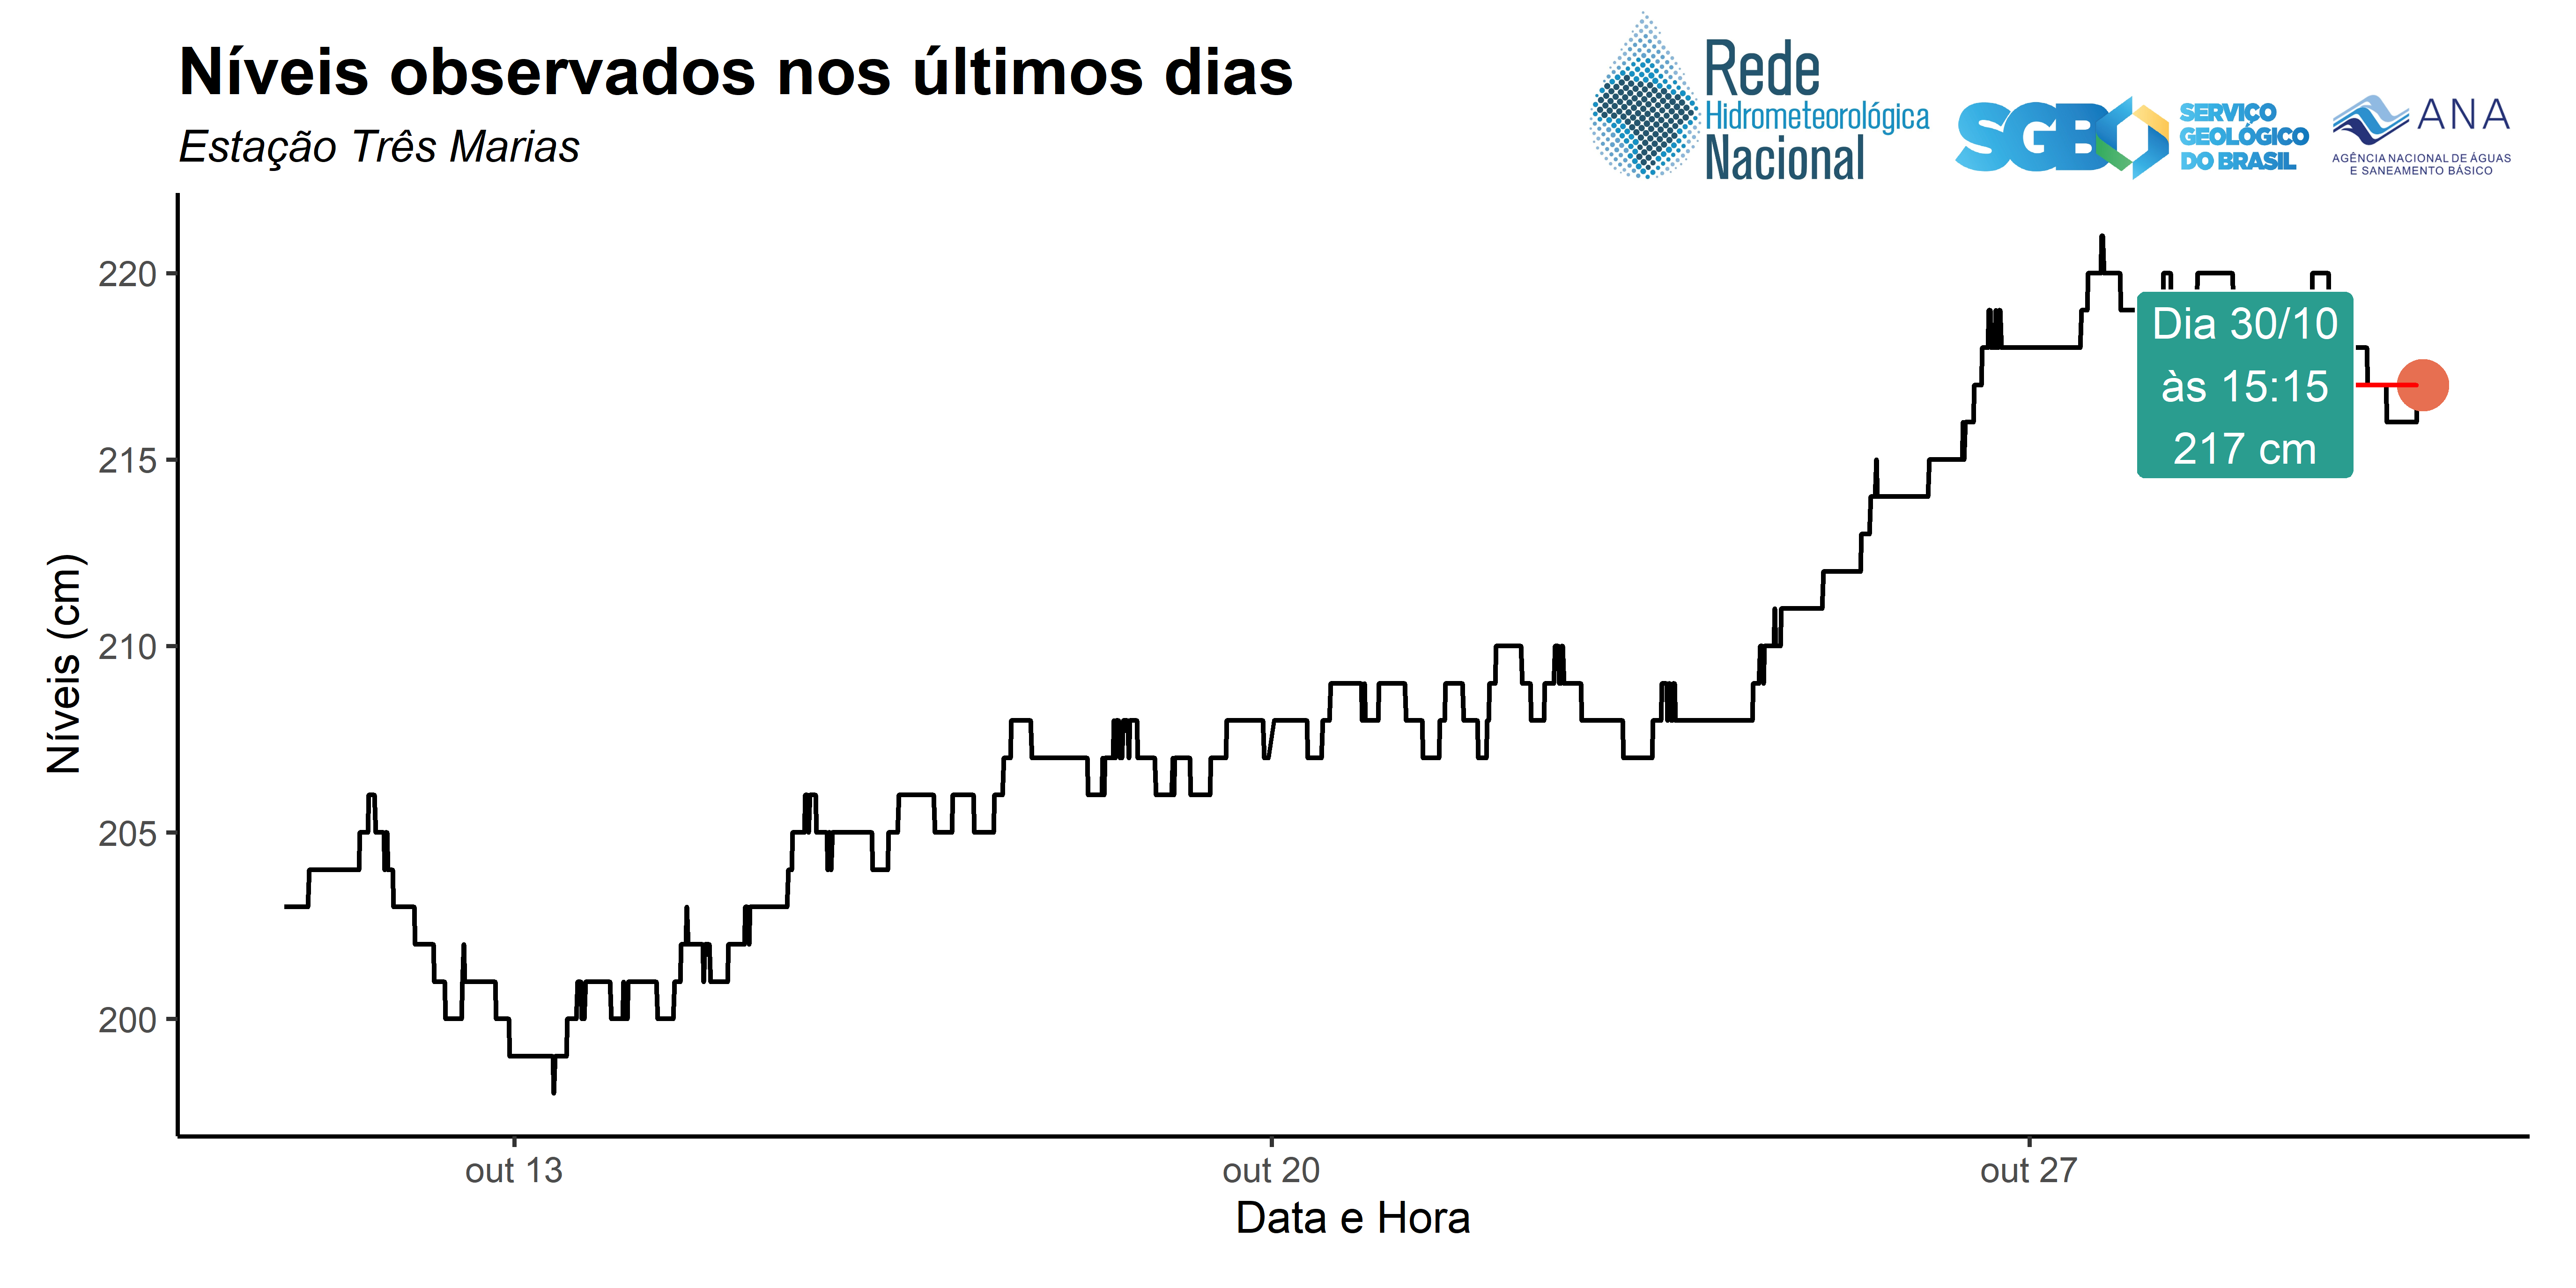 Níveis observados nos últimos dias
Estação Três Marias
Rede
Hidrometeorológica
Nacional
SGB
SERVIÇO
GEOLÓGICO
DO BRASIL
ANA
AGÊNCIA NACIONAL DE ÁGUAS
E SANEAMENTO BÁSICO
Níveis (cm)
220
215
210
205
200
Dia 30/10
às 15:15
217 cm
out 13
out 20
out 27
Data e Hora